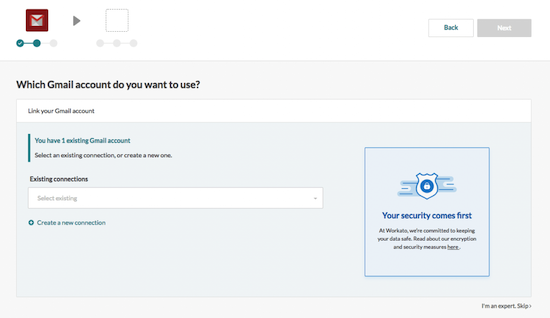 Back
Next
Which Gmail account do you want to use?
Link your Gmail account
You have 1 existing Gmail account
Select an existing connection, or create a new one.
Existing connections
Select existing
Create a new connection
Your security comes first
At Workato, we're committed to keeping
your data safe. Read about our encryption
and security measures here.
I'm an expert. Skip ›